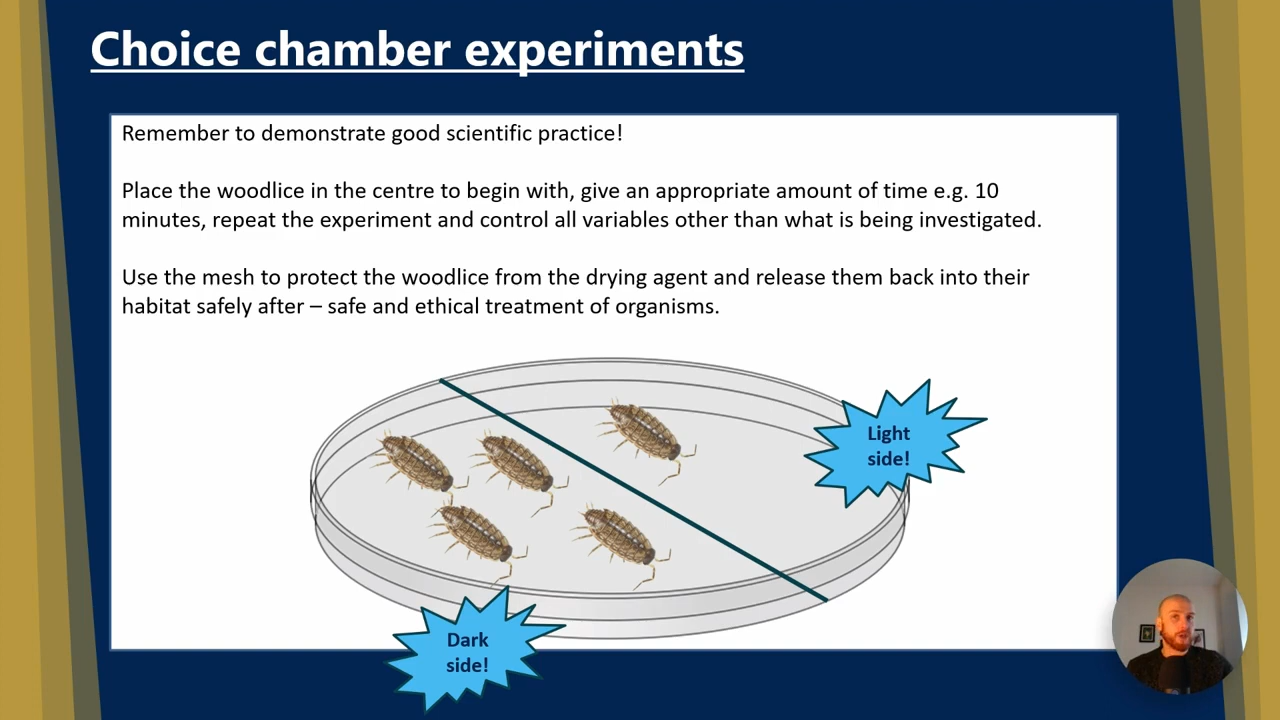 Choice chamber experiments
Remember to demonstrate good scientific practice!
Place the woodlice in the centre to begin with, give an appropriate amount of time e.g. 10
minutes, repeat the experiment and control all variables other than what is being investigated.
Use the mesh to protect the woodlice from the drying agent and release them back into their
habitat safely after – safe and ethical treatment of organisms.
Light
side!
Dark
side!